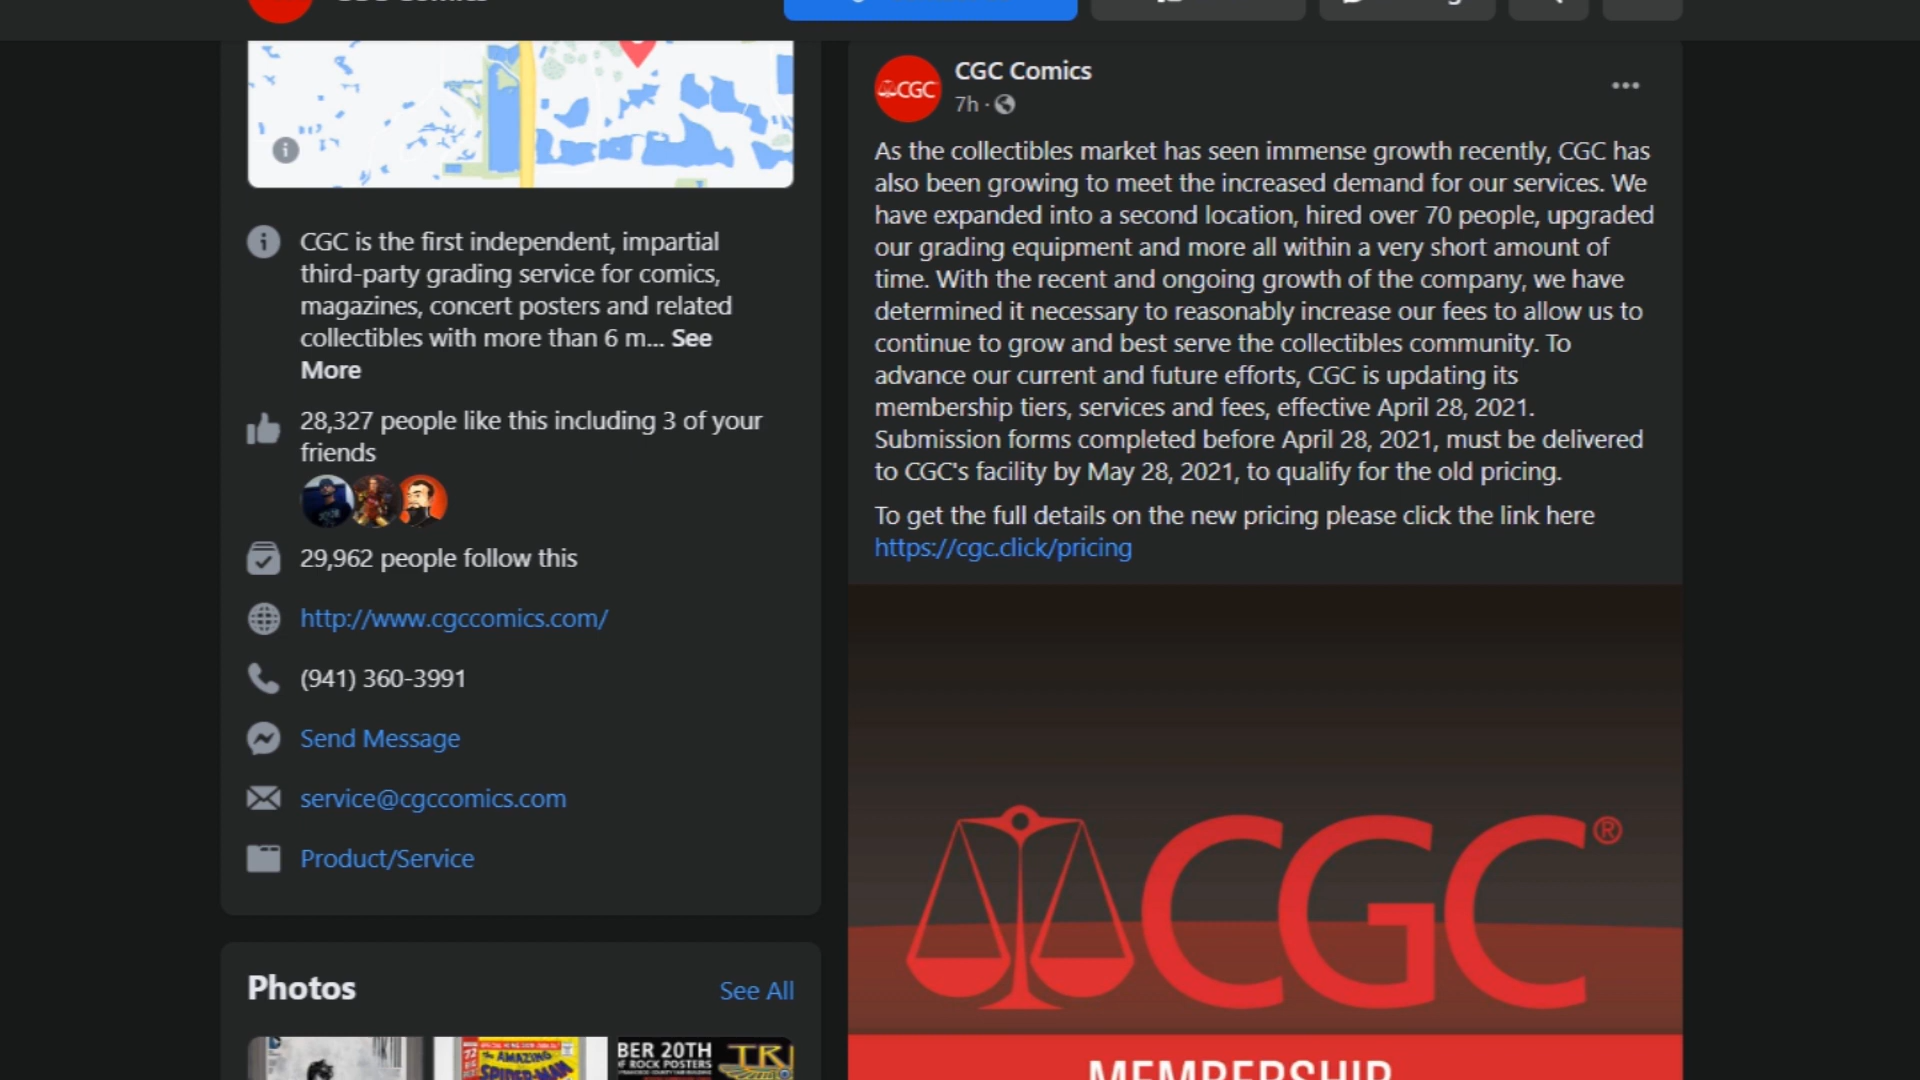 CGC is the first independent, impartial
third-party grading service for comics,
magazines, concert posters and related
collectibles with more than 6 m... See
More
28,327 people like this including 3 of your
friends
29,962 people follow this
http://www.cgccomics.com/
(941) 360-3991
Send Message
service@cgccomics.com
Product/Service
Photos
See All
THE AMAZING
SPIDER-MAN
BER 20TH
F ROCK POSTERS
CGC
CGC Comics
7h ·
As the collectibles market has seen immense growth recently, CGC has
also been growing to meet the increased demand for our services. We
have expanded into a second location, hired over 70 people, upgraded
our grading equipment and more all within a very short amount of
time. With the recent and ongoing growth of the company, we have
determined it necessary to reasonably increase our fees to allow us to
continue to grow and best serve the collectibles community. To
advance our current and future efforts, CGC is updating its
membership tiers, services and fees, effective April 28, 2021.
Submission forms completed before April 28, 2021, must be delivered
to CGC's facility by May 28, 2021, to qualify for the old pricing.
To get the full details on the new pricing please click the link here
https://cgc.click/pricing
CGC®
MEMBERSHIP